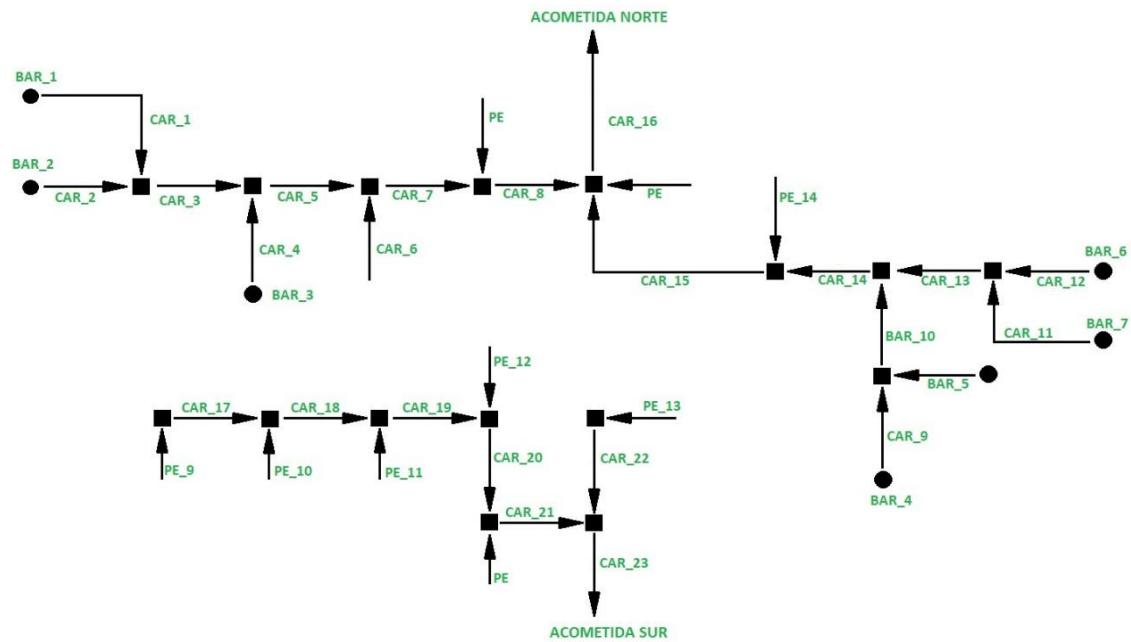 ACOMETIDA NORTE
BAR_1
CAR_1
PE
CAR_16
BAR_2
CAR_2
CAR_3
CAR_5
CAR_7
CAR_8
PE
PE_14
CAR_4
CAR_6
BAR_3
CAR_15
CAR_14
CAR_13
CAR_12
BAR_6
BAR_10
CAR_11
BAR_7
BAR_5
CAR_9
BAR_4
PE_12
CAR_17
CAR_18
CAR_19
PE_13
PE_9
PE_10
PE_11
CAR_20
CAR_22
CAR_21
PE
CAR_23
ACOMETIDA SUR